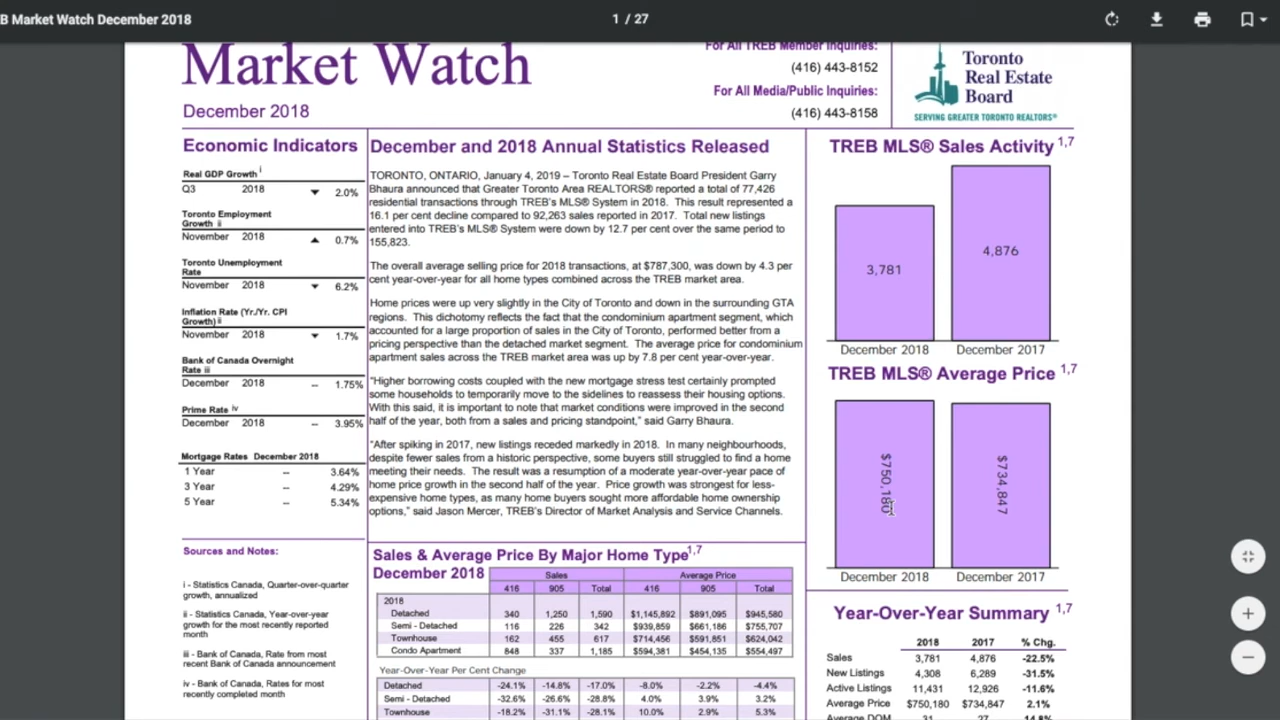 B Market Watch December 2018
1 / 27
Market Watch
December 2018
For All TREB Member Inquiries:
(416) 443-8152
For All Media/Public Inquiries:
(416) 443-8158
Toronto
Real Estate
Board
SERVING GREATER TORONTO REALTORS®
Economic Indicators
Real GDP Growth i
Q3 2018 ▼ 2.0%
Toronto Employment
Growth ii
November 2018 ▲ 0.7%
Toronto Unemployment
Rate
November 2018 ▼ 6.2%
Inflation Rate (Yr./Yr. CPI
Growth) ii
November 2018 ▼ 1.7%
Bank of Canada Overnight
Rate iii
December 2018 -- 1.75%
Prime Rate iv
December 2018 -- 3.95%
Mortgage Rates December 2018
1 Year -- 3.64%
3 Year -- 4.29%
5 Year -- 5.34%
Sources and Notes:
i - Statistics Canada, Quarter-over-quarter
growth, annualized
ii - Statistics Canada, Year-over-year
growth for the most recently reported
month
iii - Bank of Canada, Rate from most
recent Bank of Canada announcement
iv - Bank of Canada, Rates for most
recently completed month
December and 2018 Annual Statistics Released
TORONTO, ONTARIO, January 4, 2019 – Toronto Real Estate Board President Garry
Bhaura announced that Greater Toronto Area REALTORS® reported a total of 77,426
residential transactions through TREB's MLS® System in 2018. This result represented a
16.1 per cent decline compared to 92,263 sales reported in 2017. Total new listings
entered into TREB's MLS® System were down by 12.7 per cent over the same period to
155,823.
The overall average selling price for 2018 transactions, at $787,300, was down by 4.3 per
cent year-over-year for all home types combined across the TREB market area.
Home prices were up very slightly in the City of Toronto and down in the surrounding GTA
regions. This dichotomy reflects the fact that the condominium apartment segment, which
accounted for a large proportion of sales in the City of Toronto, performed better from a
pricing perspective than the detached market segment. The average price for condominium
apartment sales across the TREB market area was up by 7.8 per cent year-over-year.
"Higher borrowing costs coupled with the new mortgage stress test certainly prompted
some households to temporarily move to the sidelines to reassess their housing options.
With this said, it is important to note that market conditions were improved in the second
half of the year, both from a sales and pricing standpoint," said Garry Bhaura.
"After spiking in 2017, new listings receded markedly in 2018. In many neighbourhoods,
despite fewer sales from a historic perspective, some buyers still struggled to find a home
meeting their needs. The result was a resumption of a moderate year-over-year pace of
home price growth in the second half of the year. Price growth was strongest for less-
expensive home types, as many home buyers sought more affordable home ownership
options," said Jason Mercer, TREB's Director of Market Analysis and Service Channels.
Sales & Average Price By Major Home Type 1,7
December 2018
Sales Average Price
416 905 Total 416 905 Total
2018
Detached 340 1,250 1,590 $1,145,892 $891,095 $945,580
Semi - Detached 116 226 342 $939,859 $661,186 $755,707
Townhouse 162 455 617 $714,456 $591,851 $624,042
Condo Apartment 848 337 1,185 $594,381 $454,135 $554,497
Year-Over-Year Per Cent Change
Detached -24.1% -14.8% -17.0% -8.0% -2.2% -4.4%
Semi - Detached -32.6% -26.6% -28.8% 4.0% 3.9% 3.2%
Townhouse -18.2% -31.1% -28.1% 10.0% 2.9% 5.3%
TREB MLS® Sales Activity 1,7
3,781
4,876
December 2018 December 2017
TREB MLS® Average Price 1,7
$750,180
$734,847
December 2018 December 2017
Year-Over-Year Summary 1,7
2018 2017 % Chg.
Sales 3,781 4,876 -22.5%
New Listings 4,308 6,289 -31.5%
Active Listings 11,431 12,926 -11.6%
Average Price $750,180 $734,847 2.1%
Average DOM 31 27 14.8%